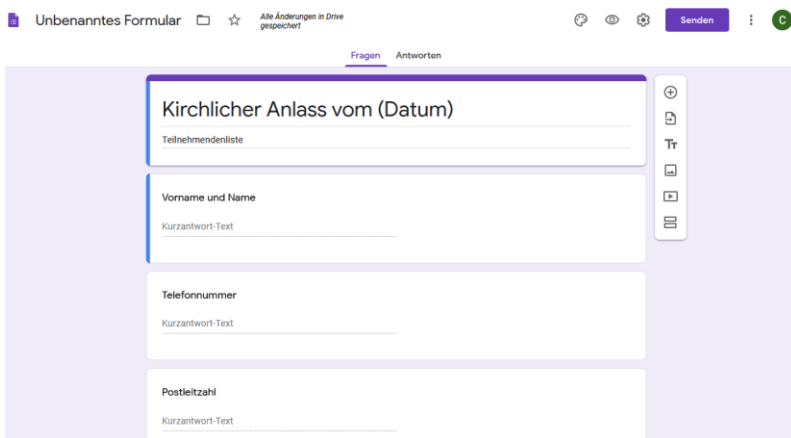 Unbenanntes Formular
Alle Änderungen in Drive
gespeichert
Senden
C
Fragen Antworten
Kirchlicher Anlass vom (Datum)
Teilnehmendenliste
Tт
Vorname und Name
Kurzantwort-Text
Telefonnummer
Kurzantwort-Text
Postleitzahl
Kurzantwort-Text